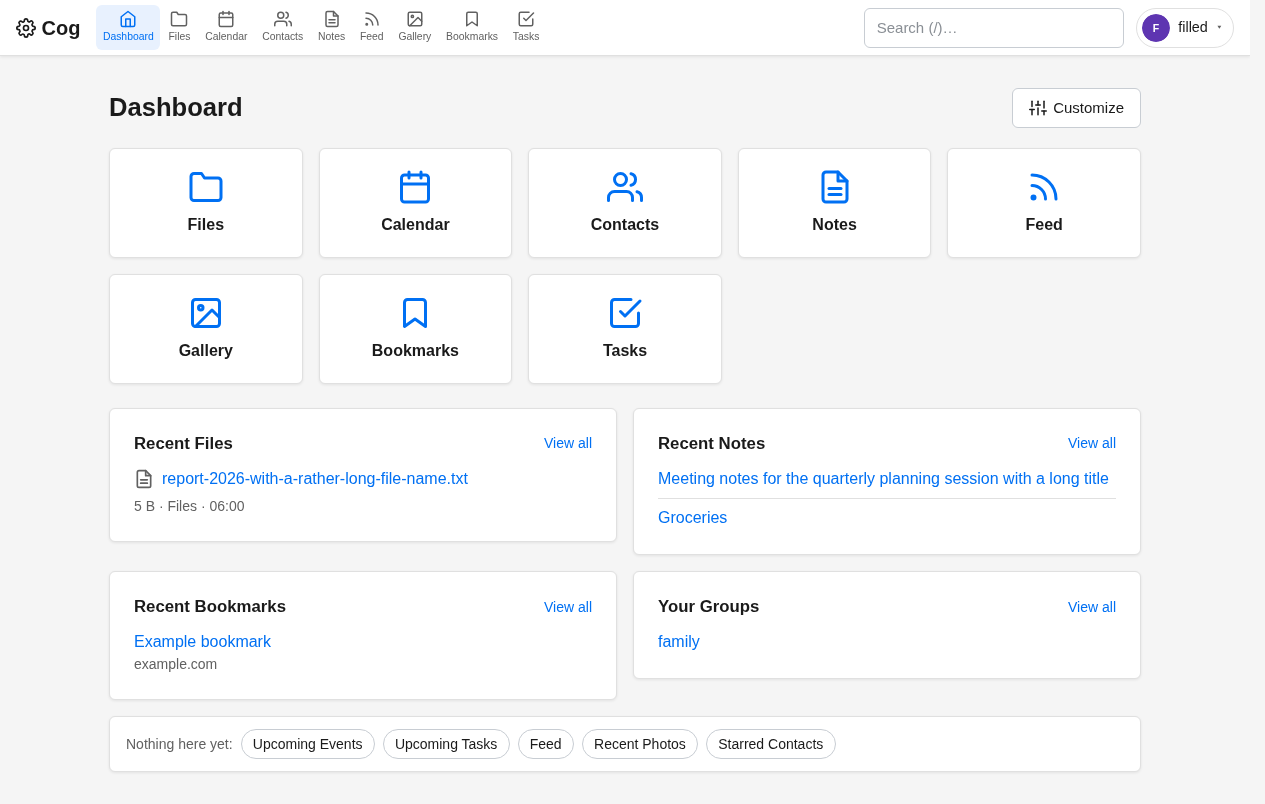 Cog
Dashboard
Files
Calendar
Contacts
Notes
Feed
Gallery
Bookmarks
Tasks
Search (/)…
F
filled
Dashboard
Customize
Files
Calendar
Contacts
Notes
Feed
Gallery
Bookmarks
Tasks
Recent Files
View all
report-2026-with-a-rather-long-file-name.txt
5 B · Files · 06:00
Recent Notes
View all
Meeting notes for the quarterly planning session with a long title
Groceries
Recent Bookmarks
View all
Example bookmark
example.com
Your Groups
View all
family
Nothing here yet: Upcoming Events Upcoming Tasks Feed Recent Photos Starred Contacts